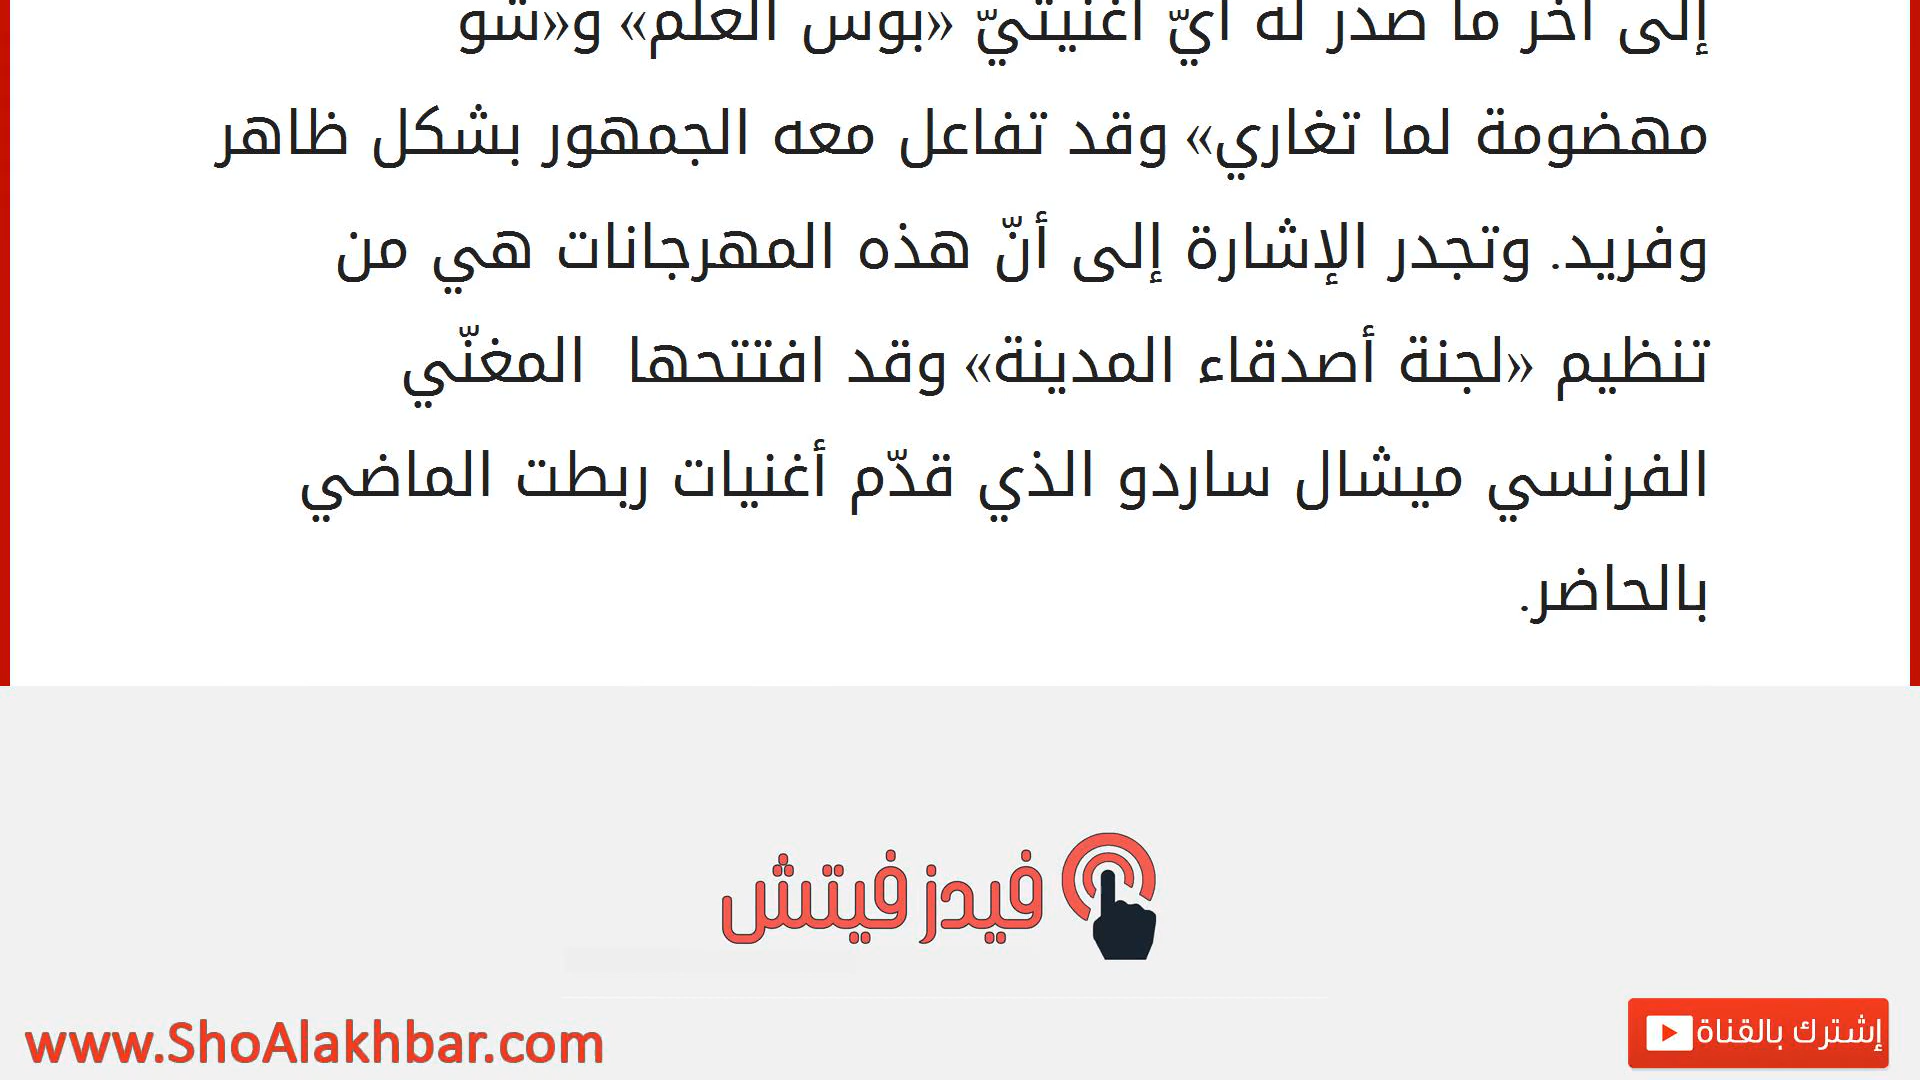 إلى آخر ما صدر له أيّ أغنيتيّ «بوس العلم» و«شو
مهضومة لما تغاري» وقد تفاعل معه الجمهور بشكل ظاهر
وفريد. وتجدر الإشارة إلى أنّ هذه المهرجانات هي من
تنظيم «لجنة أصدقاء المدينة» وقد افتتحها المغنّي
الفرنسي ميشال ساردو الذي قدّم أغنيات ربطت الماضي
بالحاضر.
فيدز فيتش
www.ShoAlakhbar.com
إشترك بالقناة